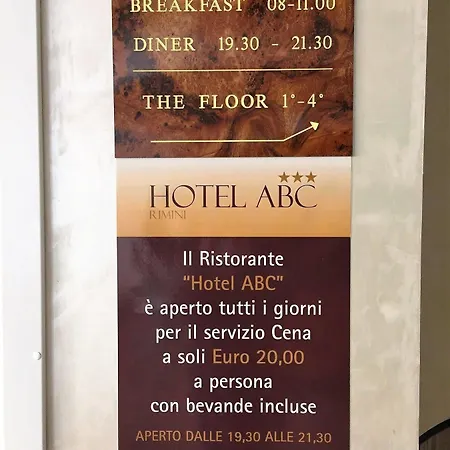 BREAKFAST 08-11.00
DINER 19.30 - 21.30
THE FLOOR 1°-4°
HOTEL ABC
RIMINI
Il Ristorante
"Hotel ABC"
è aperto tutti i giorni
per il servizio Cena
a soli Euro 20,00
a persona
con bevande incluse
APERTO DALLE 19,30 ALLE 21,30